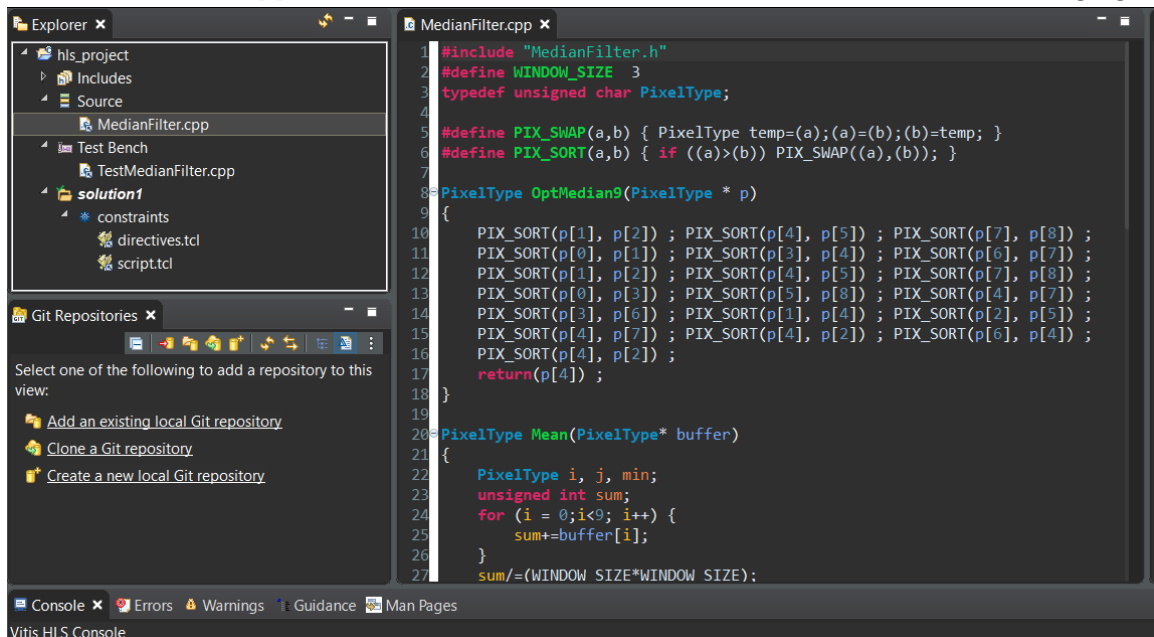 Explorer
hls_project
Includes
Source
MedianFilter.cpp
Test Bench
TestMedianFilter.cpp
solution1
constraints
directives.tcl
script.tcl
Git Repositories
Select one of the following to add a repository to this
view:
Add an existing local Git repository
Clone a Git repository
Create a new local Git repository
MedianFilter.cpp
1 #include "MedianFilter.h"
2 #define WINDOW_SIZE  3
3 typedef unsigned char PixelType;
4
5 #define PIX_SWAP(a,b) { PixelType temp=(a);(a)=(b);(b)=temp; }
6 #define PIX_SORT(a,b) { if ((a)>(b)) PIX_SWAP((a),(b)); }
7
8 PixelType OptMedian9(PixelType * p)
9 {
10     PIX_SORT(p[1], p[2]) ; PIX_SORT(p[4], p[5]) ; PIX_SORT(p[7], p[8]) ;
11     PIX_SORT(p[0], p[1]) ; PIX_SORT(p[3], p[4]) ; PIX_SORT(p[6], p[7]) ;
12     PIX_SORT(p[1], p[2]) ; PIX_SORT(p[4], p[5]) ; PIX_SORT(p[7], p[8]) ;
13     PIX_SORT(p[0], p[3]) ; PIX_SORT(p[5], p[8]) ; PIX_SORT(p[4], p[7]) ;
14     PIX_SORT(p[3], p[6]) ; PIX_SORT(p[1], p[4]) ; PIX_SORT(p[2], p[5]) ;
15     PIX_SORT(p[4], p[7]) ; PIX_SORT(p[4], p[2]) ; PIX_SORT(p[6], p[4]) ;
16     PIX_SORT(p[4], p[2]) ;
17     return(p[4]) ;
18 }
19
20 PixelType Mean(PixelType* buffer)
21 {
22     PixelType i, j, min;
23     unsigned int sum;
24     for (i = 0;i<9; i++) {
25         sum+=buffer[i];
26     }
27     sum/=(WINDOW_SIZE*WINDOW_SIZE);
Console Errors Warnings Guidance Man Pages
Vitis HLS Console